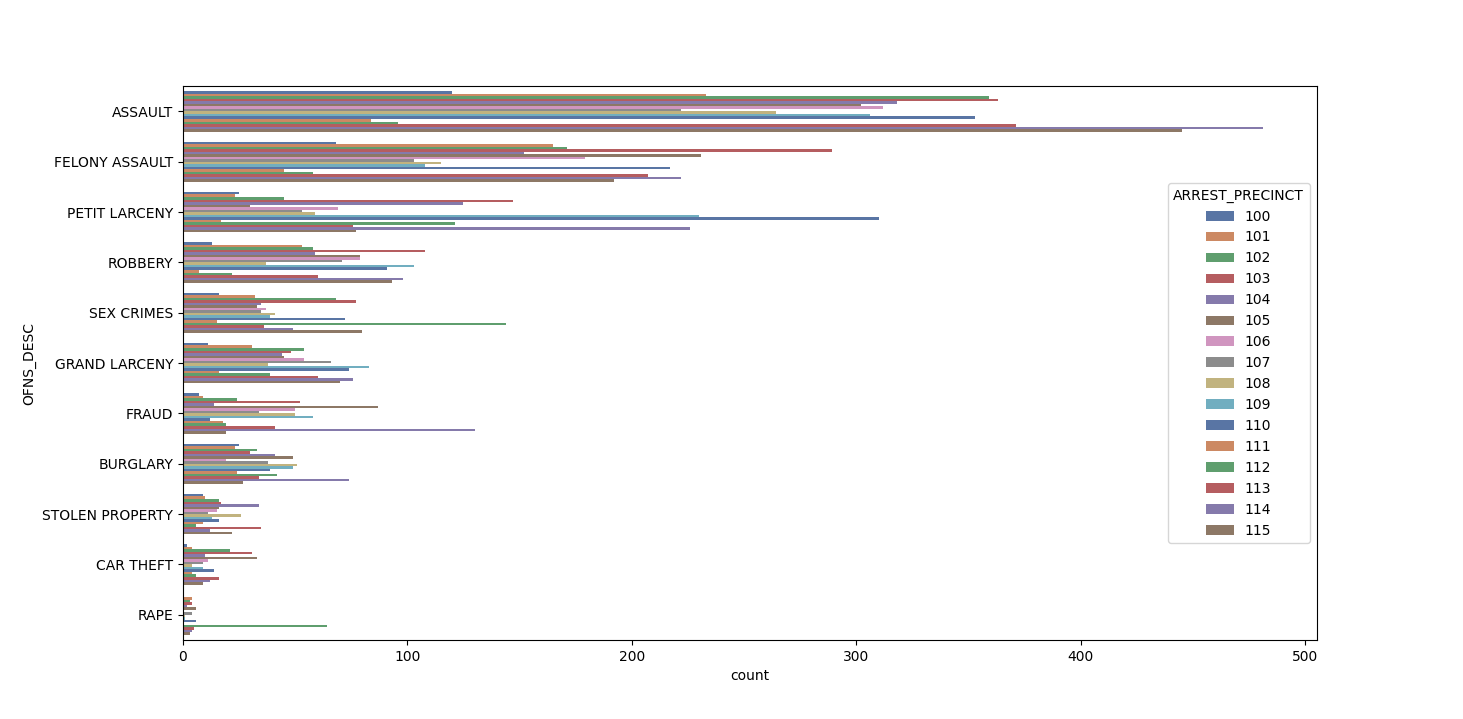 ASSAULT
FELONY ASSAULT
PETIT LARCENY
ROBBERY
SEX CRIMES
GRAND LARCENY
FRAUD
BURGLARY
STOLEN PROPERTY
CAR THEFT
RAPE
OFNS_DESC
0 100 200 300 400 500
count
ARREST_PRECINCT
100
101
102
103
104
105
106
107
108
109
110
111
112
113
114
115